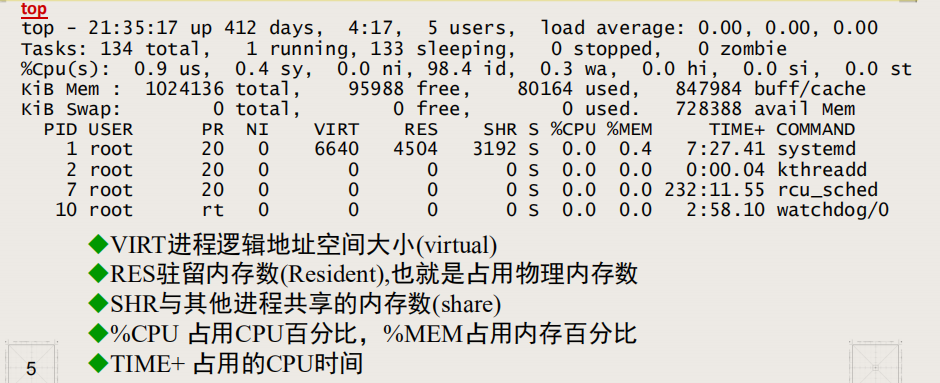 top
top - 21:35:17 up 412 days,  4:17,  5 users,  load average: 0.00, 0.00, 0.00
Tasks: 134 total,   1 running, 133 sleeping,   0 stopped,   0 zombie
%Cpu(s):  0.9 us,  0.4 sy,  0.0 ni, 98.4 id,  0.3 wa,  0.0 hi,  0.0 si,  0.0 st
KiB Mem :  1024136 total,    95988 free,    80164 used,   847984 buff/cache
KiB Swap:        0 total,        0 free,        0 used.   728388 avail Mem
PID USER      PR  NI    VIRT    RES    SHR S %CPU %MEM     TIME+ COMMAND
1 root      20   0    6640   4504   3192 S  0.0  0.4   7:27.41 systemd
2 root      20   0       0      0      0 S  0.0  0.0   0:00.04 kthreadd
7 root      20   0       0      0      0 S  0.0  0.0 232:11.55 rcu_sched
10 root      rt   0       0      0      0 S  0.0  0.0   2:58.10 watchdog/0
◆VIRT进程逻辑地址空间大小(virtual)
◆RES驻留内存数(Resident),也就是占用物理内存数
◆SHR与其他进程共享的内存数(share)
◆%CPU 占用CPU百分比，%MEM占用内存百分比
◆TIME+ 占用的CPU时间
5